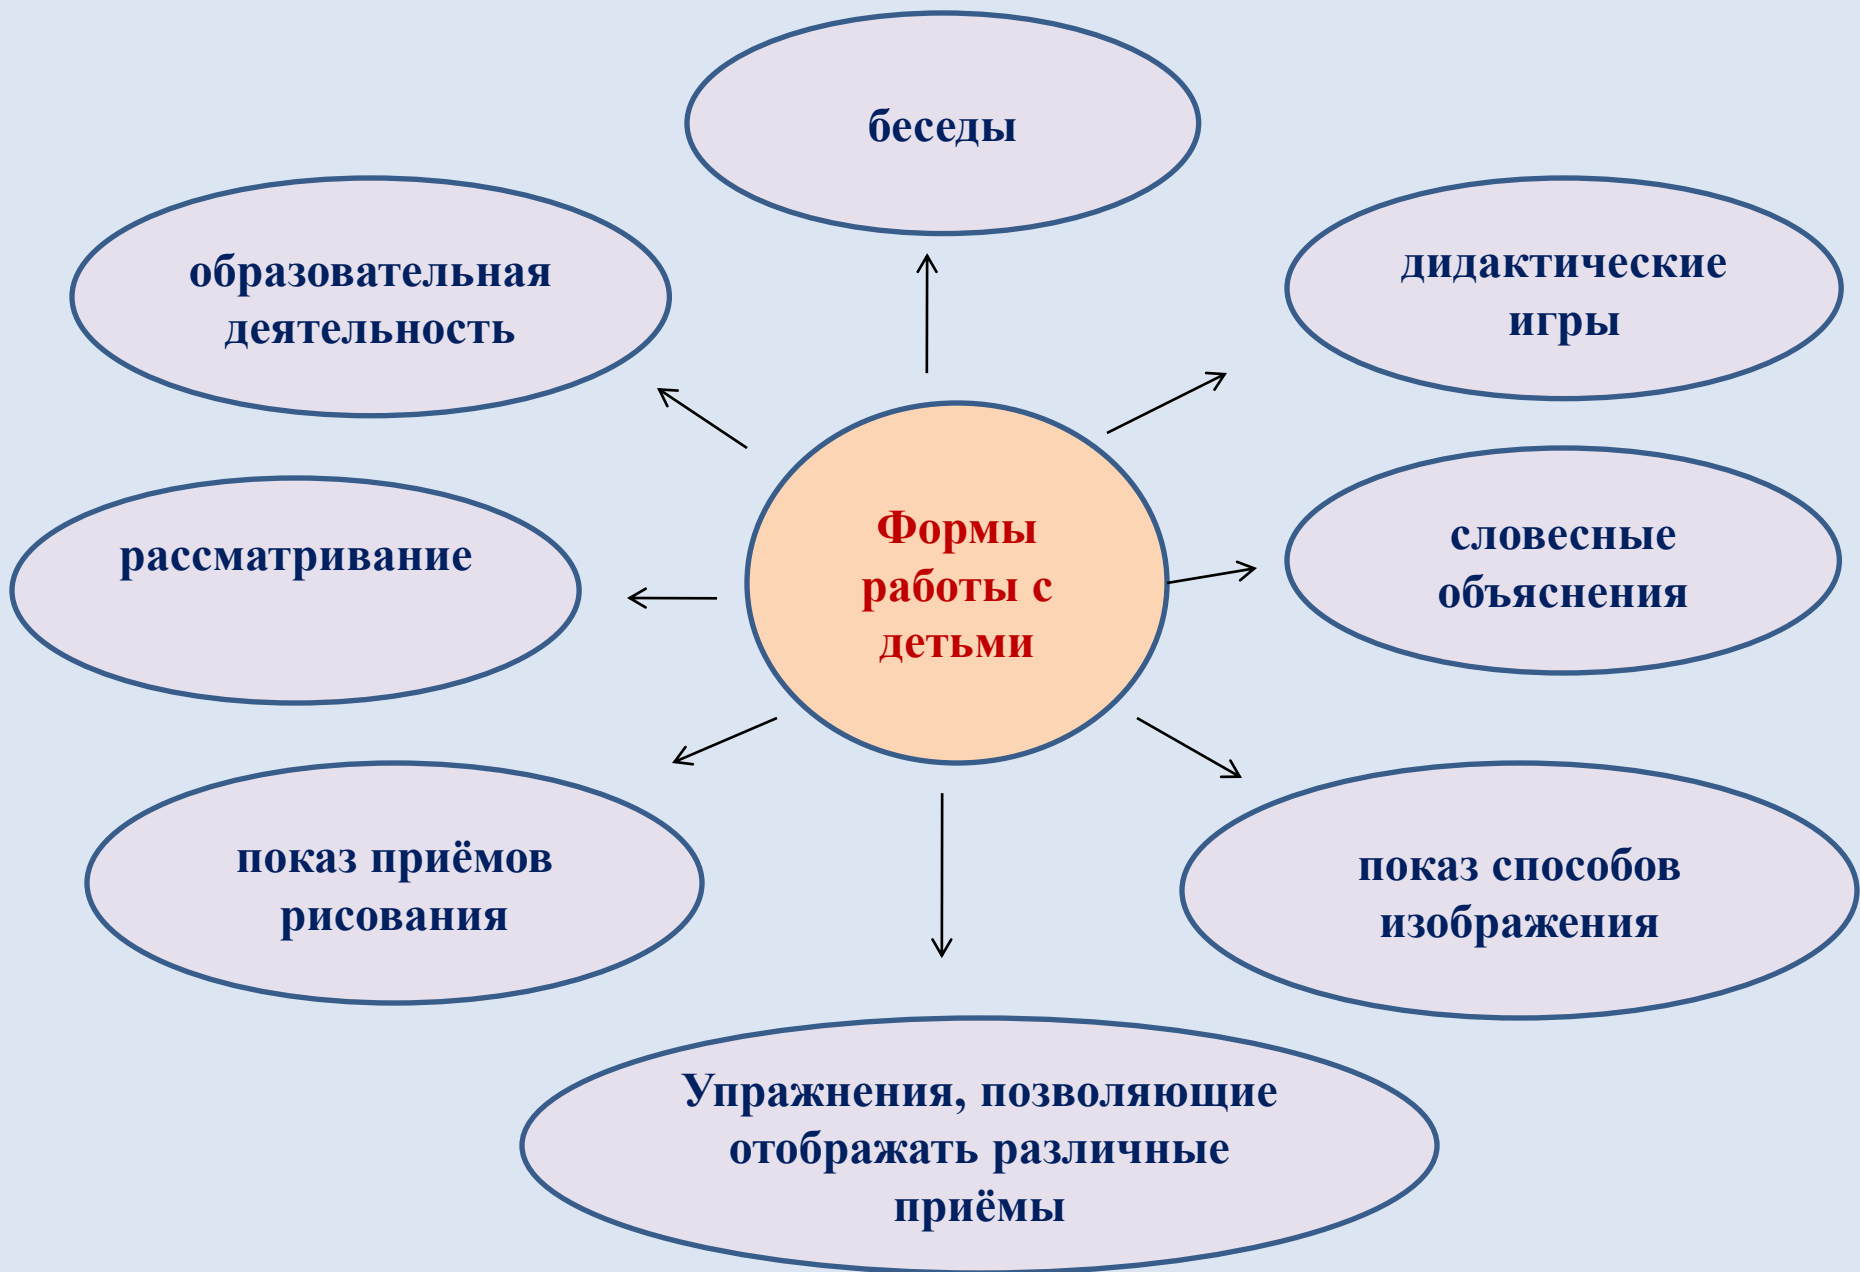 беседы
образовательная
деятельность
дидактические
игры
рассматривание
Формы
работы с
детьми
словесные
объяснения
показ приёмов
рисования
показ способов
изображения
Упражнения, позволяющие
отображать различные
приёмы